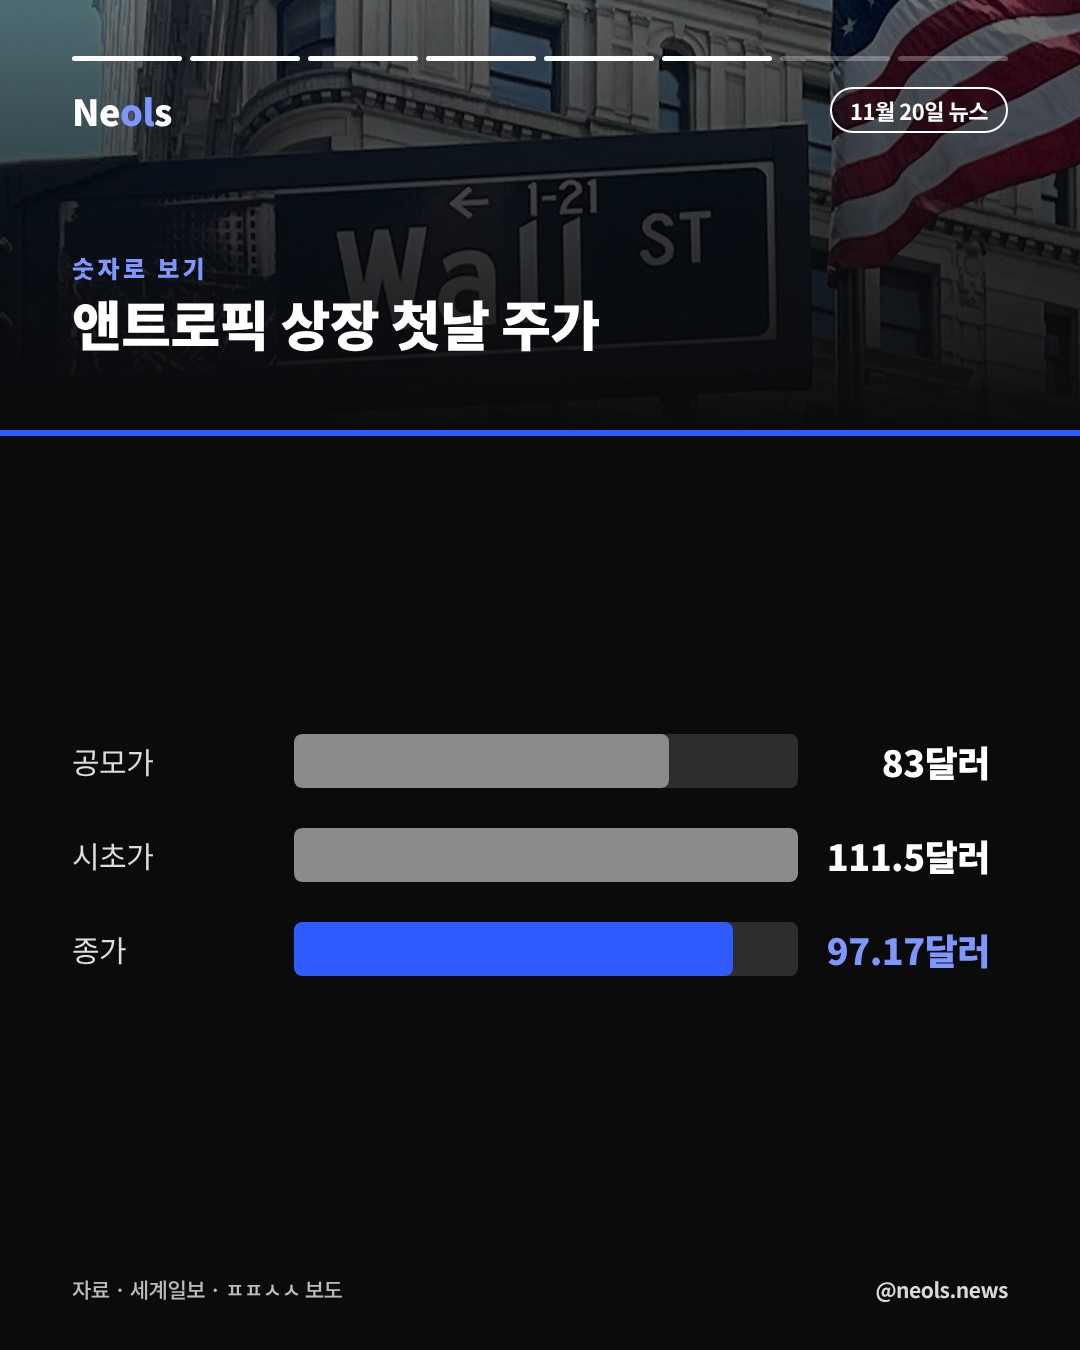 Neols
11월 20일 뉴스
← 1-21
Wall ST
숫자로 보기
앤트로픽 상장 첫날 주가
공모가
83달러
시초가
111.5달러
종가
97.17달러
자료 · 세계일보 · ㅍㅍㅅㅅ 보도
@neols.news